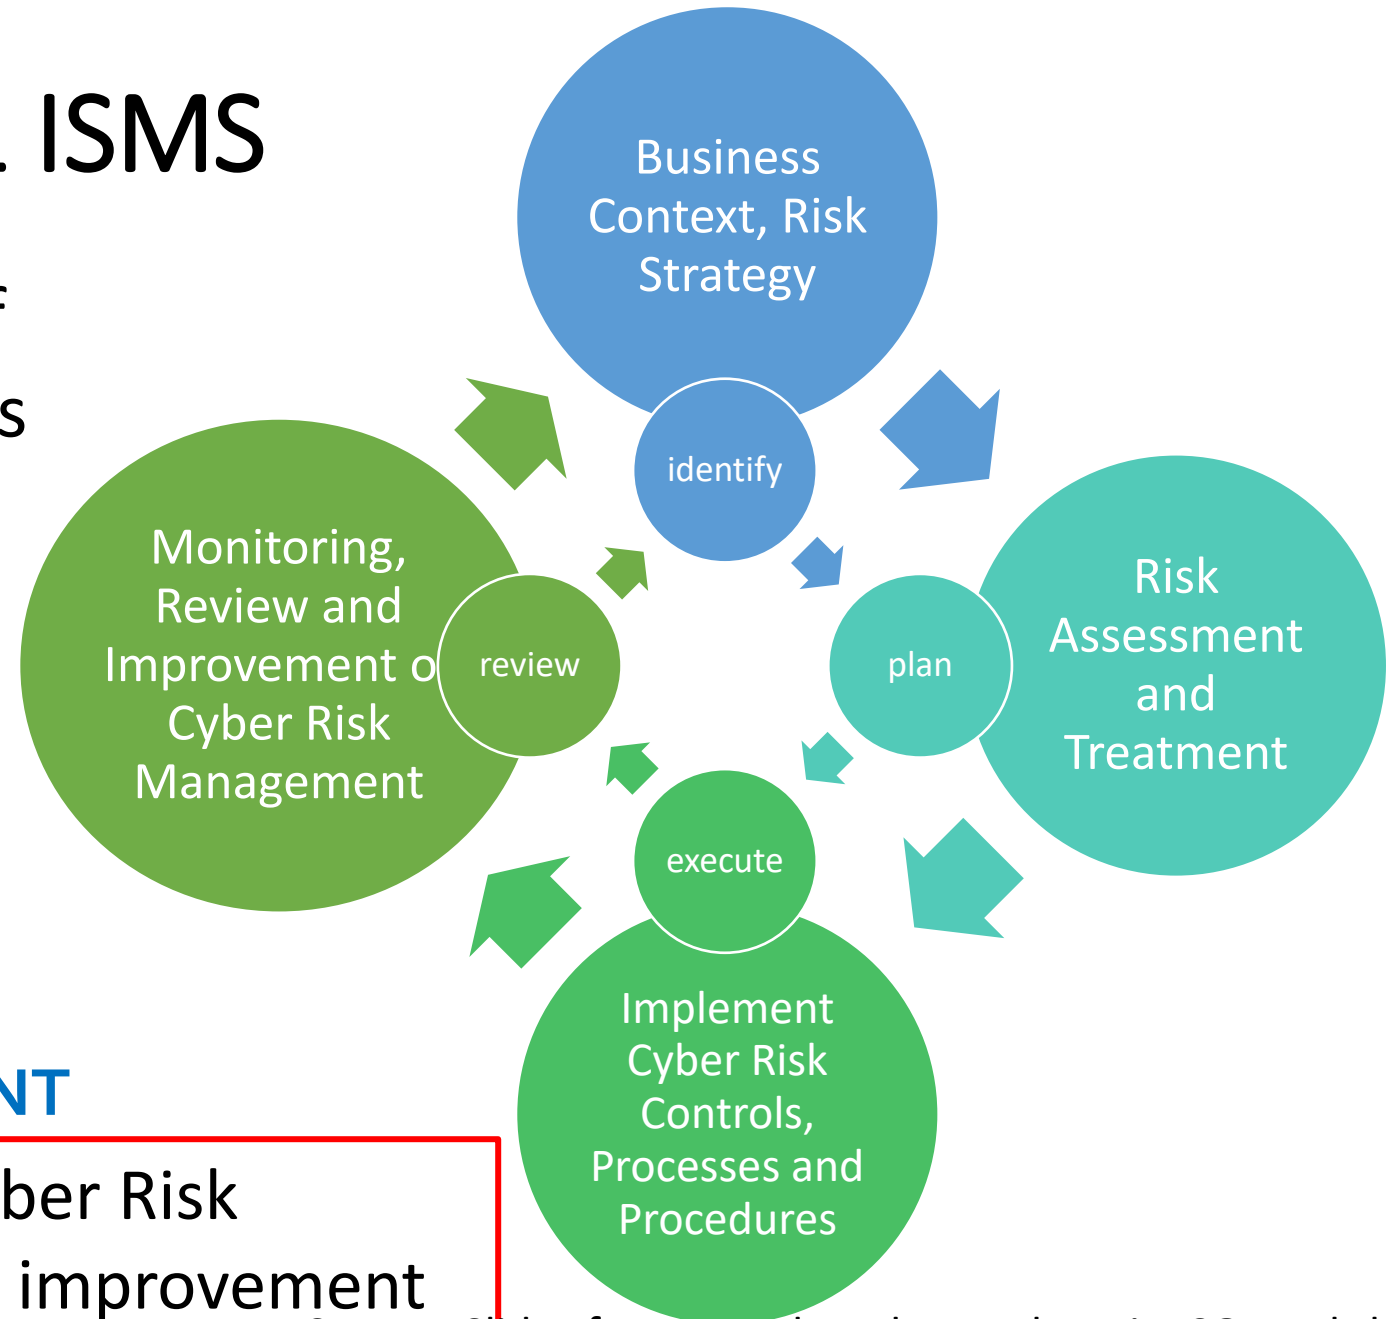 ISMS
s
Business
Context, Risk
Strategy
identify
Risk
Assessment
and
Treatment
plan
execute
Implement
Cyber Risk
Controls,
Processes and
Procedures
Monitoring,
Review and
Improvement o
Cyber Risk
Management
review
NT
ber Risk
improvement